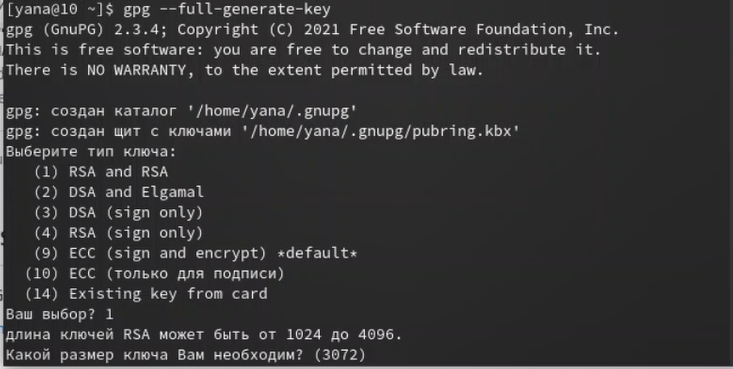 [yana@10 ~]$ gpg --full-generate-key
gpg (GnuPG) 2.3.4; Copyright (C) 2021 Free Software Foundation, Inc.
This is free software: you are free to change and redistribute it.
There is NO WARRANTY, to the extent permitted by law.
gpg: создан каталог '/home/yana/.gnupg'
gpg: создан щит с ключами '/home/yana/.gnupg/pubring.kbx'
Выберите тип ключа:
(1) RSA and RSA
(2) DSA and Elgamal
(3) DSA (sign only)
(4) RSA (sign only)
(9) ECC (sign and encrypt) *default*
(10) ECC (только для подписи)
(14) Existing key from card
Ваш выбор? 1
длина ключей RSA может быть от 1024 до 4096.
Какой размер ключа Вам необходим? (3072)